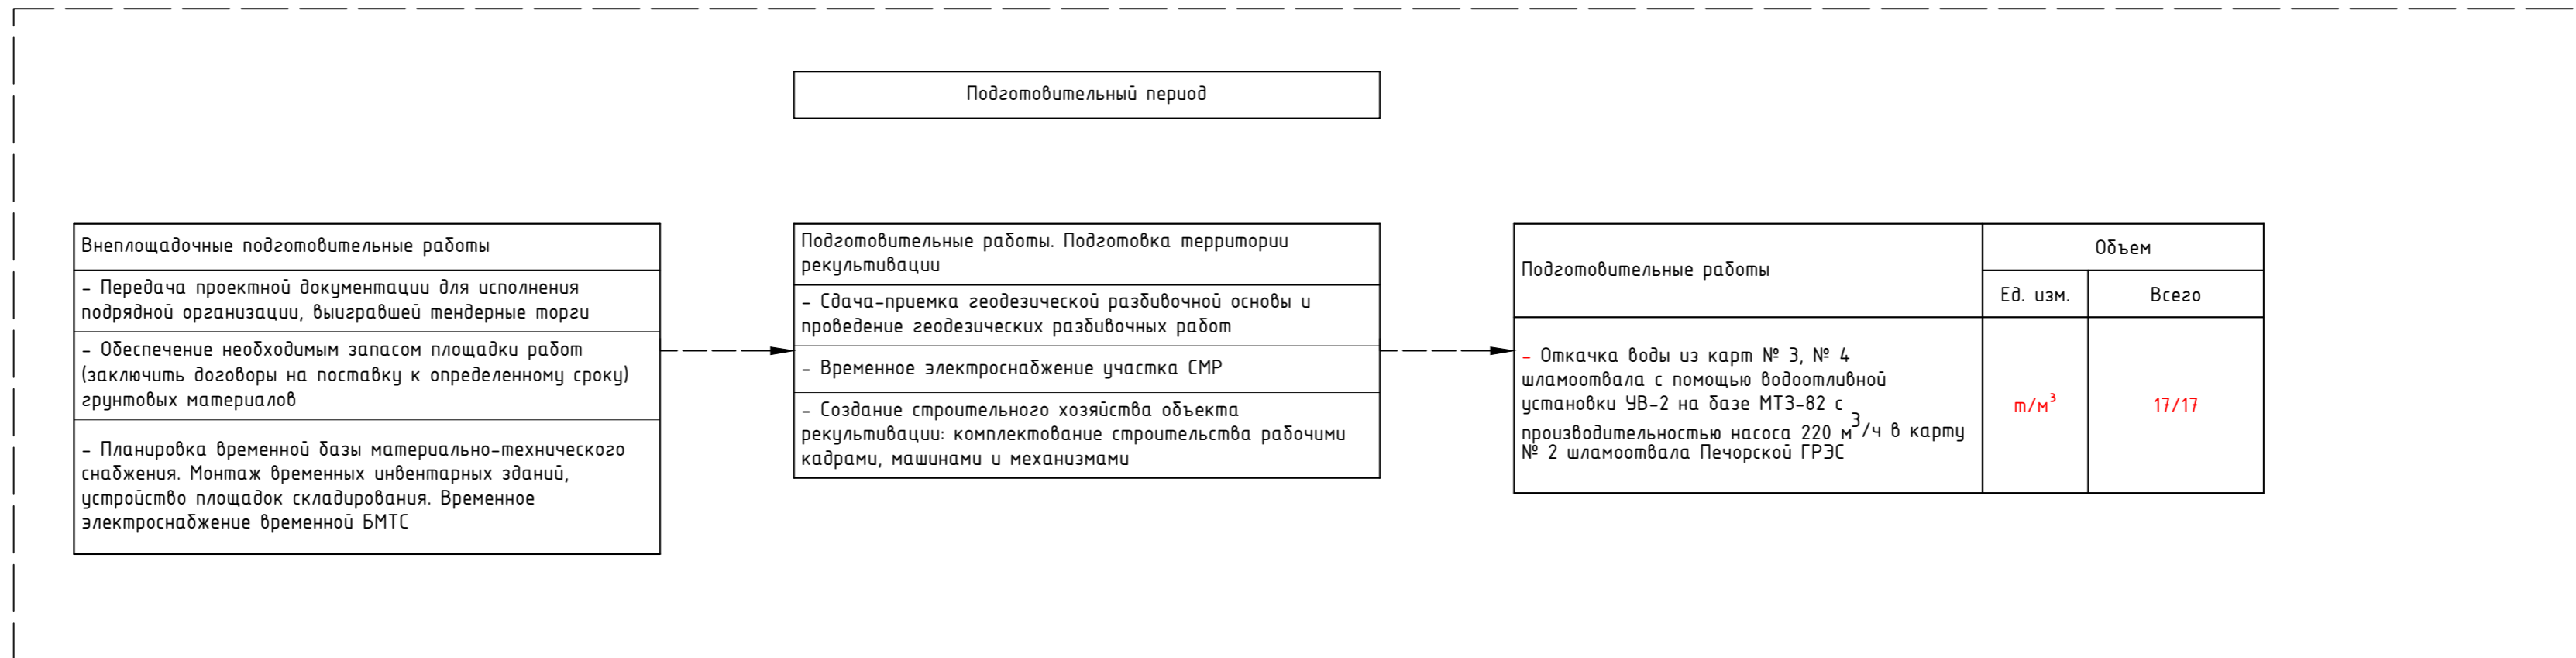 Подготовительный период
Внеплощадочные подготовительные работы
- Передача проектной документации для исполнения
подрядной организации, выигравшей тендерные торги
- Обеспечение необходимым запасом площадки работ
(заключить договоры на поставку к определенному сроку)
грунтовых материалов
- Планировка временной базы материально-технического
снабжения. Монтаж временных инвентарных зданий,
устройство площадок складирования. Временное
электроснабжение временной БМТС
Подготовительные работы. Подготовка территории
рекультивации
- Сдача-приемка геодезической разбивочной основы и
проведение геодезических разбивочных работ
- Временное электроснабжение участка СМР
- Создание строительного хозяйства объекта
рекультивации: комплектование строительства рабочими
кадрами, машинами и механизмами
Подготовительные работы
Объем
Ед. изм.
Всего
- Откачка воды из карт № 3, № 4
шламоотвала с помощью водоотливной
установки УВ-2 на базе МТЗ-82 с
производительностью насоса 220 м³/ч в карту
№ 2 шламоотвала Печорской ГРЭС
т/м³
17/17